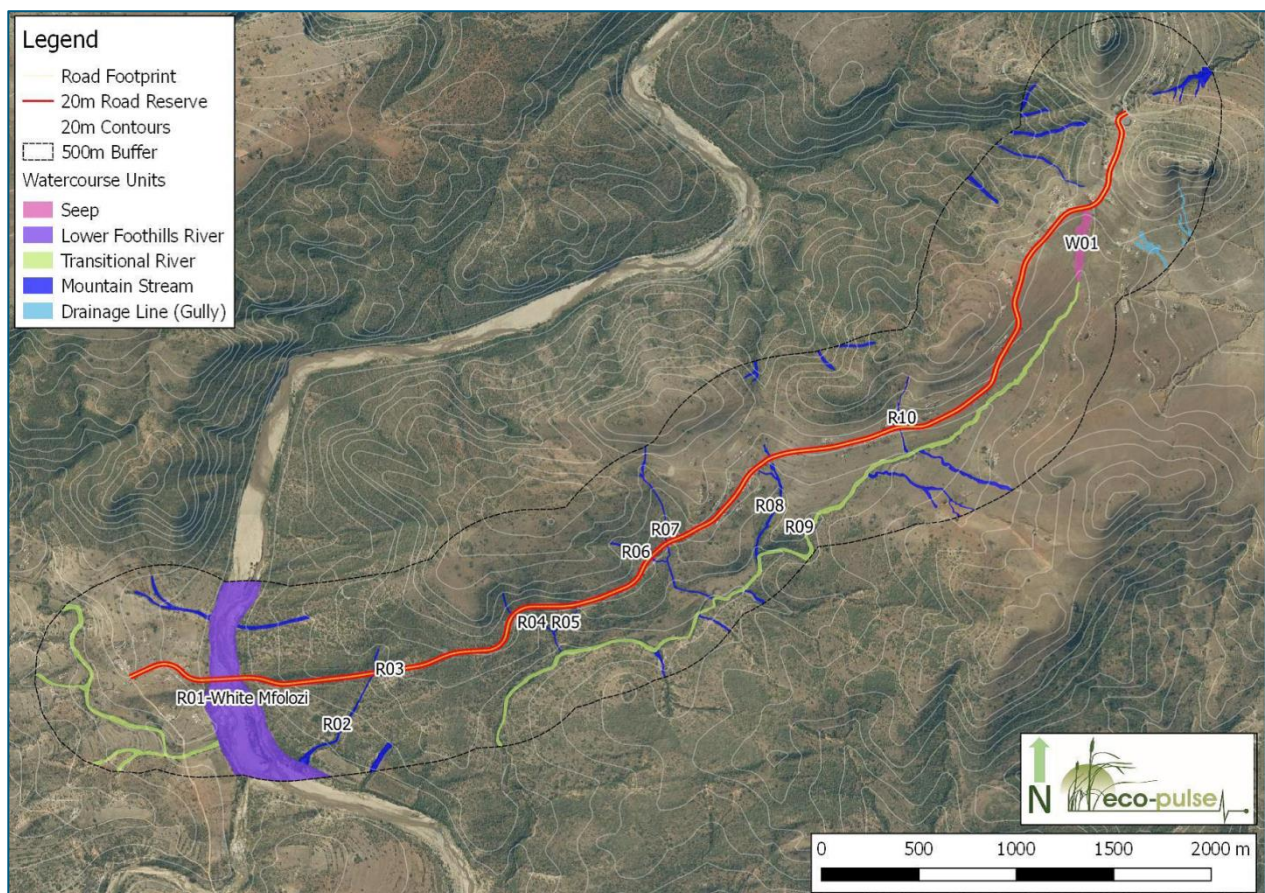 Legend
Road Footprint
20m Road Reserve
20m Contours
500m Buffer
Watercourse Units
Seep
Lower Foothills River
Transitional River
Mountain Stream
Drainage Line (Gully)
W01
R10
R08
R09
R07
R06
R04 R05
R03
R01-White Mfolozi
R02
N
eco-pulse
0 500 1000 1500 2000 m